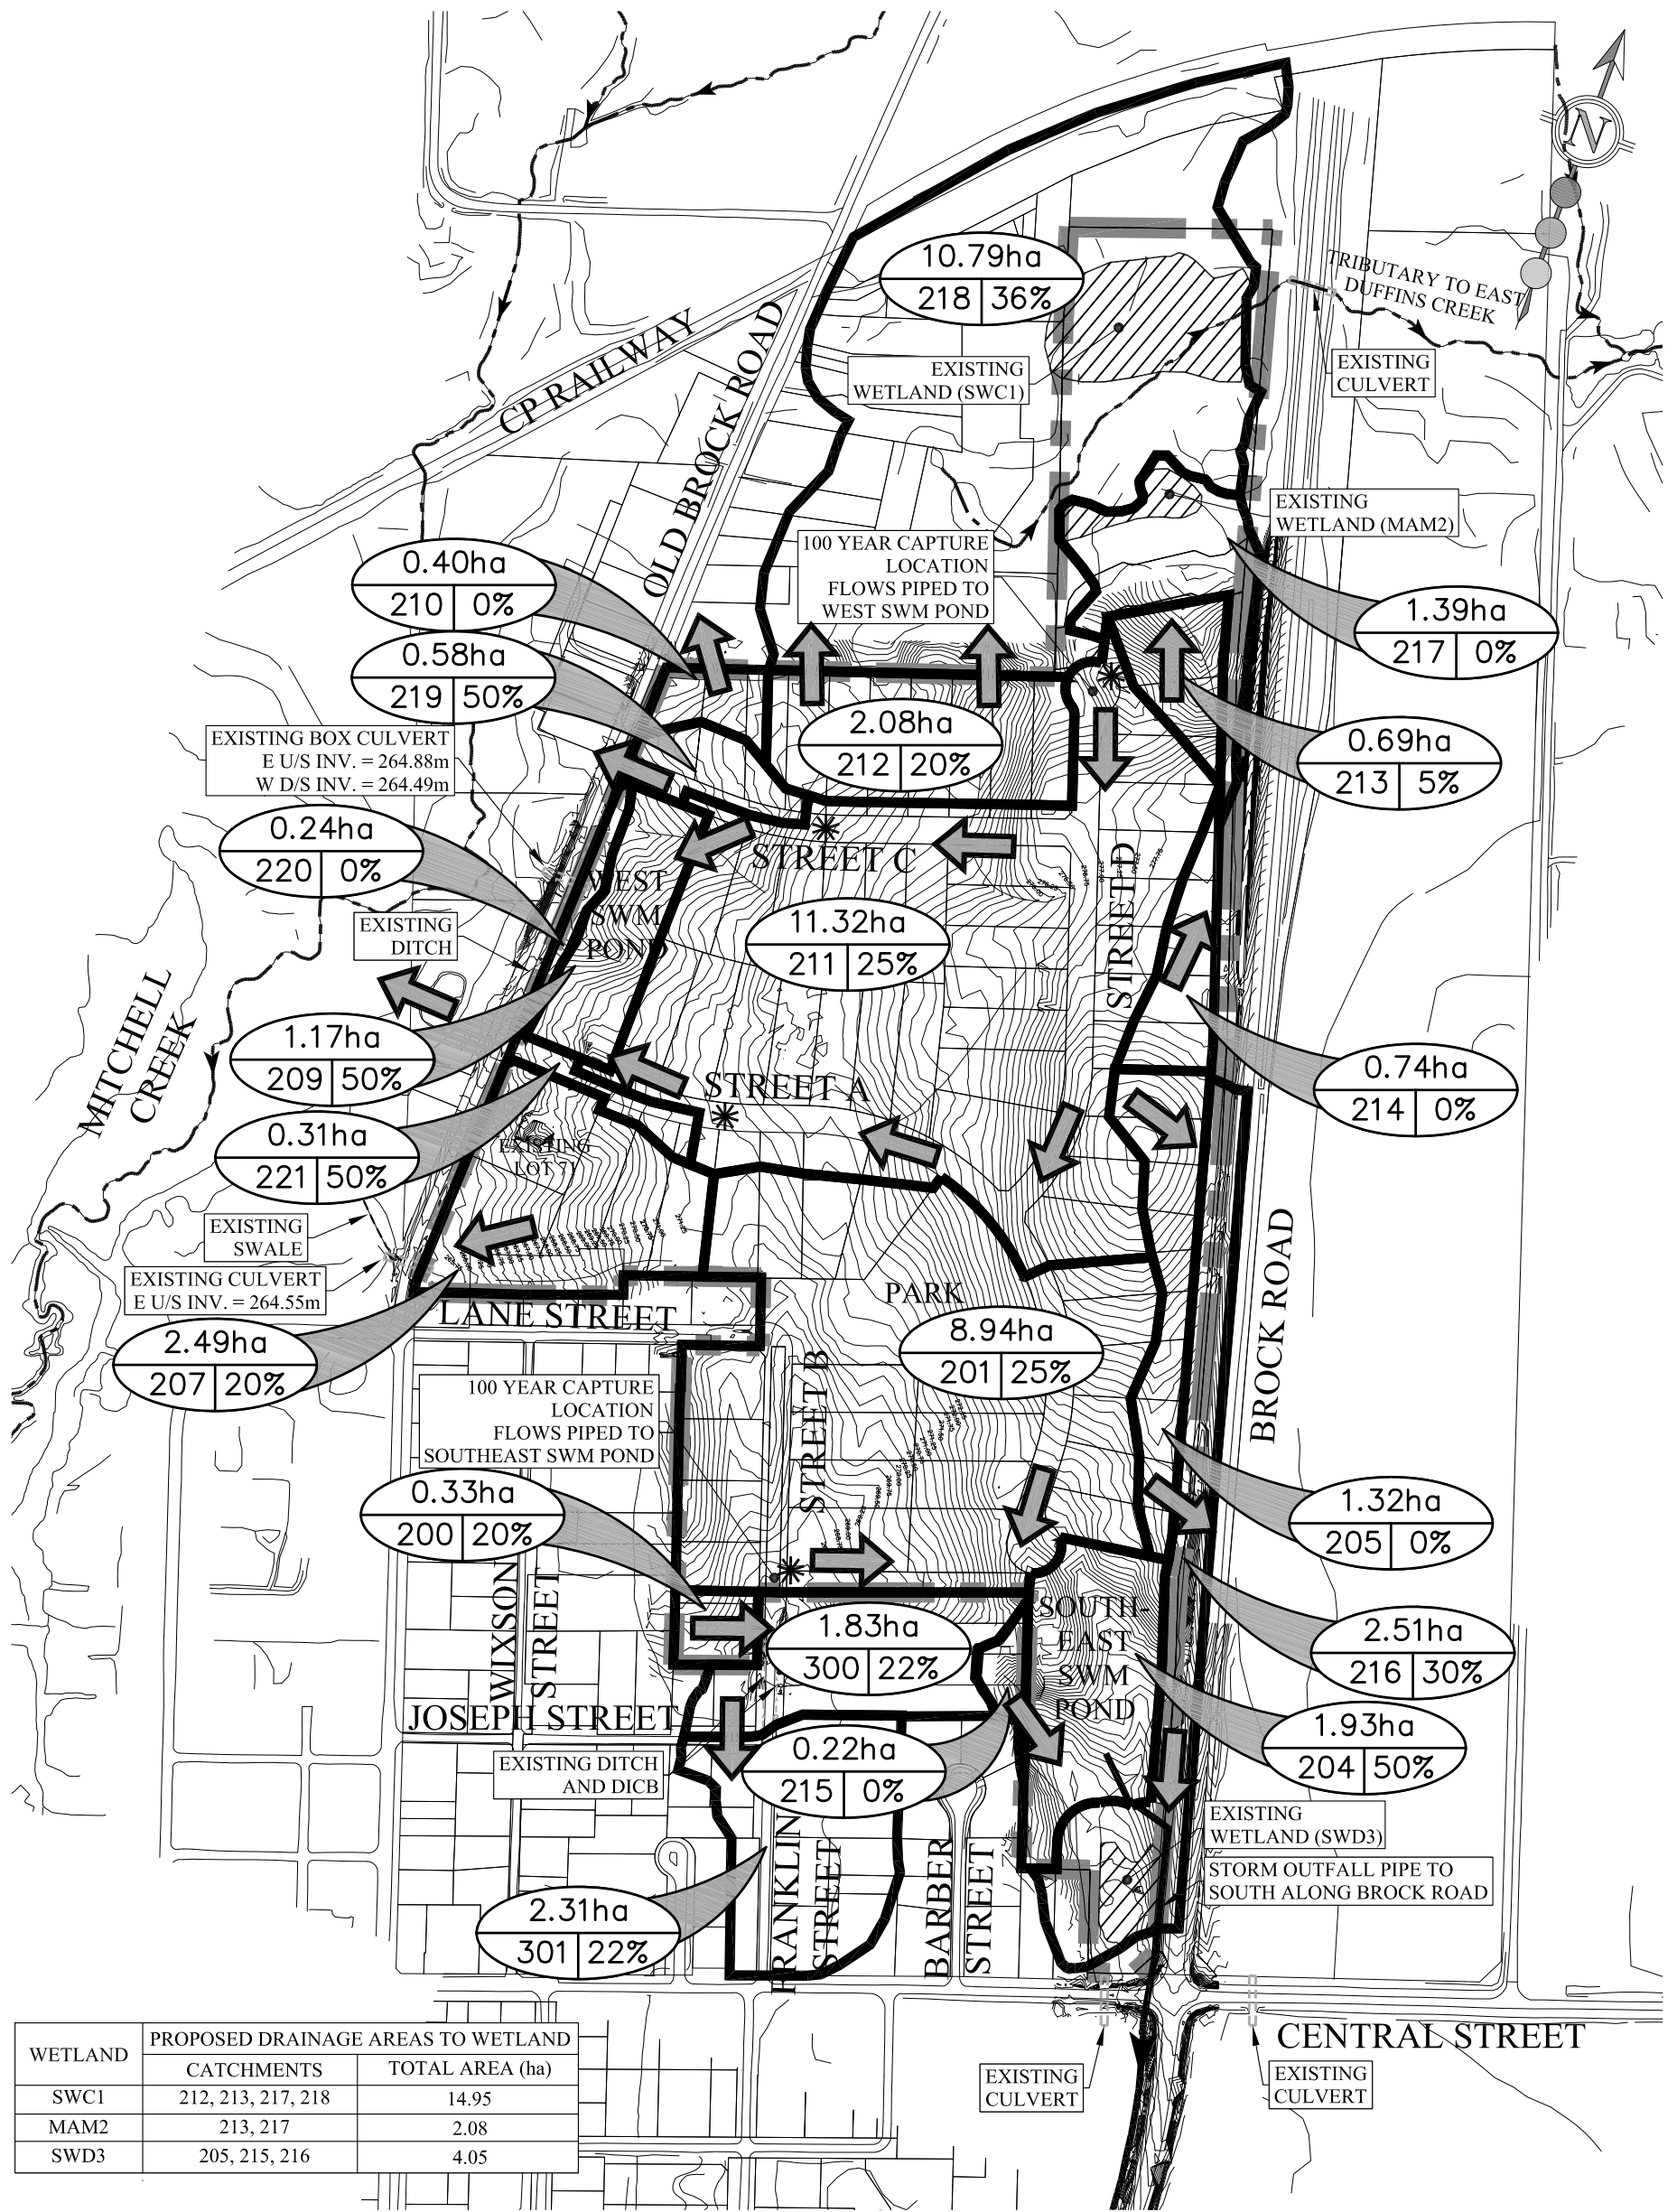 N
TRIBUTARY TO EAST
DUFFINS CREEK
10.79ha
218 36%
EXISTING
WETLAND (SWC1)
EXISTING
CULVERT
CP RAILWAY
OLD BROCK ROAD
EXISTING
WETLAND (MAM2)
100 YEAR CAPTURE
LOCATION
FLOWS PIPED TO
WEST SWM POND
0.40ha
210 0%
1.39ha
217 0%
0.58ha
219 50%
2.08ha
212 20%
0.69ha
213 5%
EXISTING BOX CULVERT
E U/S INV. = 264.88m
W D/S INV. = 264.49m
0.24ha
220 0%
STREET C
WEST
SWM
POND
STREET D
EXISTING
DITCH
11.32ha
211 25%
MITCHELL
CREEK
1.17ha
209 50%
STREET A
0.74ha
214 0%
0.31ha
221 50%
EXISTING
LOT 71
EXISTING
SWALE
EXISTING CULVERT
E U/S INV. = 264.55m
PARK
BROCK ROAD
LANE STREET
2.49ha
207 20%
8.94ha
201 25%
100 YEAR CAPTURE
LOCATION
FLOWS PIPED TO
SOUTHEAST SWM POND
STREET B
0.33ha
200 20%
1.32ha
205 0%
WIXSON
STREET
1.83ha
300 22%
SOUTH-
EAST
SWM
POND
2.51ha
216 30%
JOSEPH STREET
1.93ha
204 50%
EXISTING DITCH
AND DICB
0.22ha
215 0%
EXISTING
WETLAND (SWD3)
STORM OUTFALL PIPE TO
SOUTH ALONG BROCK ROAD
FRANKLIN
STREET
BARBER
STREET
2.31ha
301 22%
CENTRAL STREET
EXISTING
CULVERT
EXISTING
CULVERT
WETLAND PROPOSED DRAINAGE AREAS TO WETLAND
CATCHMENTS TOTAL AREA (ha)
SWC1 212, 213, 217, 218 14.95
MAM2 213, 217 2.08
SWD3 205, 215, 216 4.05